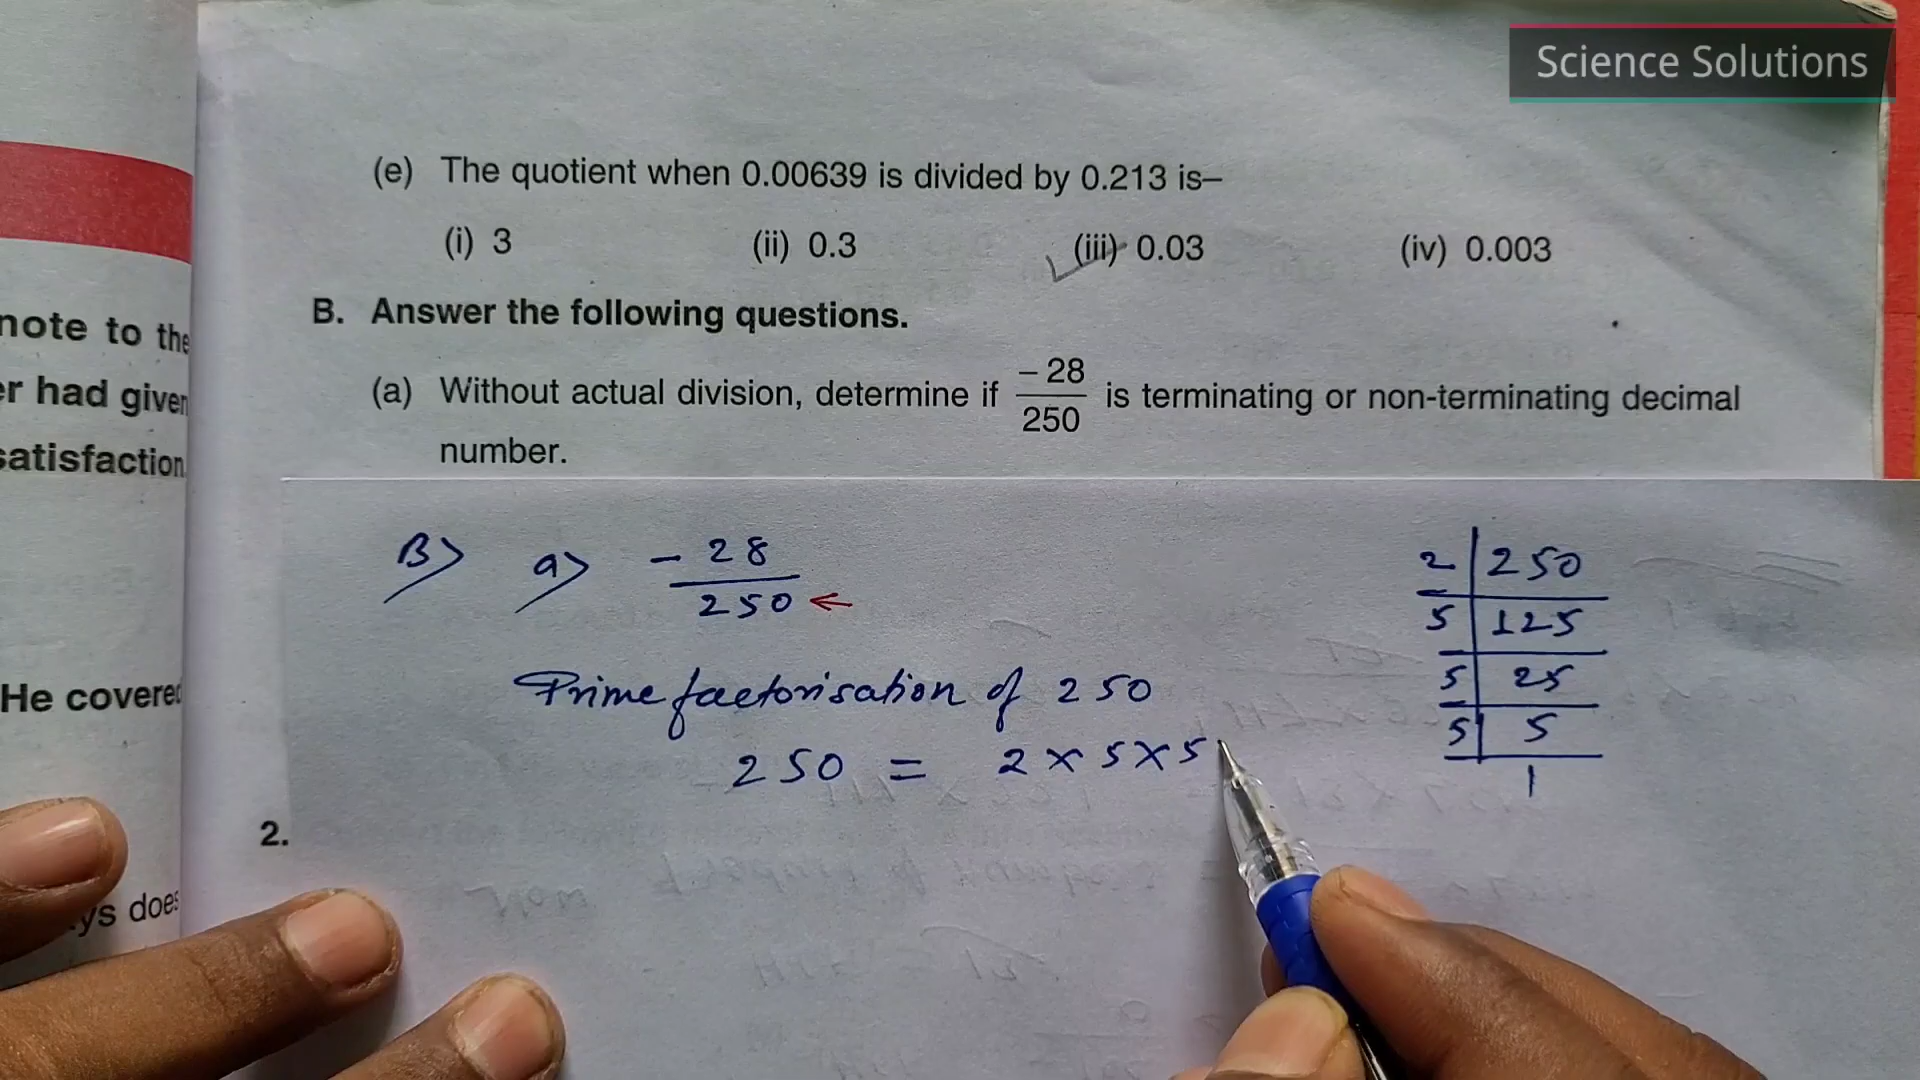 Science Solutions
(e) The quotient when 0.00639 is divided by 0.213 is–
(i) 3 (ii) 0.3 (iii) 0.03 (iv) 0.003
B. Answer the following questions.
(a) Without actual division, determine if -28/250 is terminating or non-terminating decimal
number.
note to the
er had given
satisfaction
He covered
ys does
B) a) -28/250 ←
Prime factorisation of 250
250 = 2 × 5 × 5
2 | 250
5 | 125
5 | 25
5 | 5
1
2.